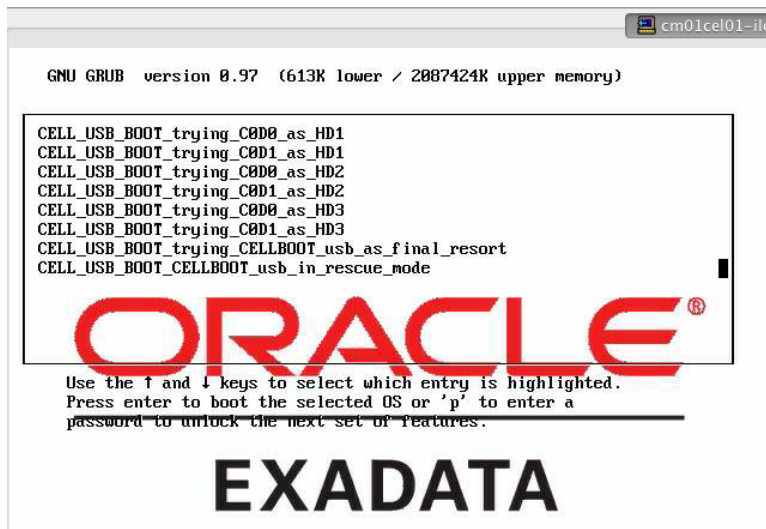 cm01cel01-ilo
GNU GRUB version 0.97 (613K lower / 2087424K upper memory)
CELL_USB_BOOT_trying_C0D0_as_HD1
CELL_USB_BOOT_trying_C0D1_as_HD1
CELL_USB_BOOT_trying_C0D0_as_HD2
CELL_USB_BOOT_trying_C0D1_as_HD2
CELL_USB_BOOT_trying_C0D0_as_HD3
CELL_USB_BOOT_trying_C0D1_as_HD3
CELL_USB_BOOT_trying_CELLBOOT_usb_as_final_resort
CELL_USB_BOOT_CELLBOOT_usb_in_rescue_mode
ORACLE®
Use the ↑ and ↓ keys to select which entry is highlighted.
Press enter to boot the selected OS or 'p' to enter a
password to unlock the next set of features.
EXADATA